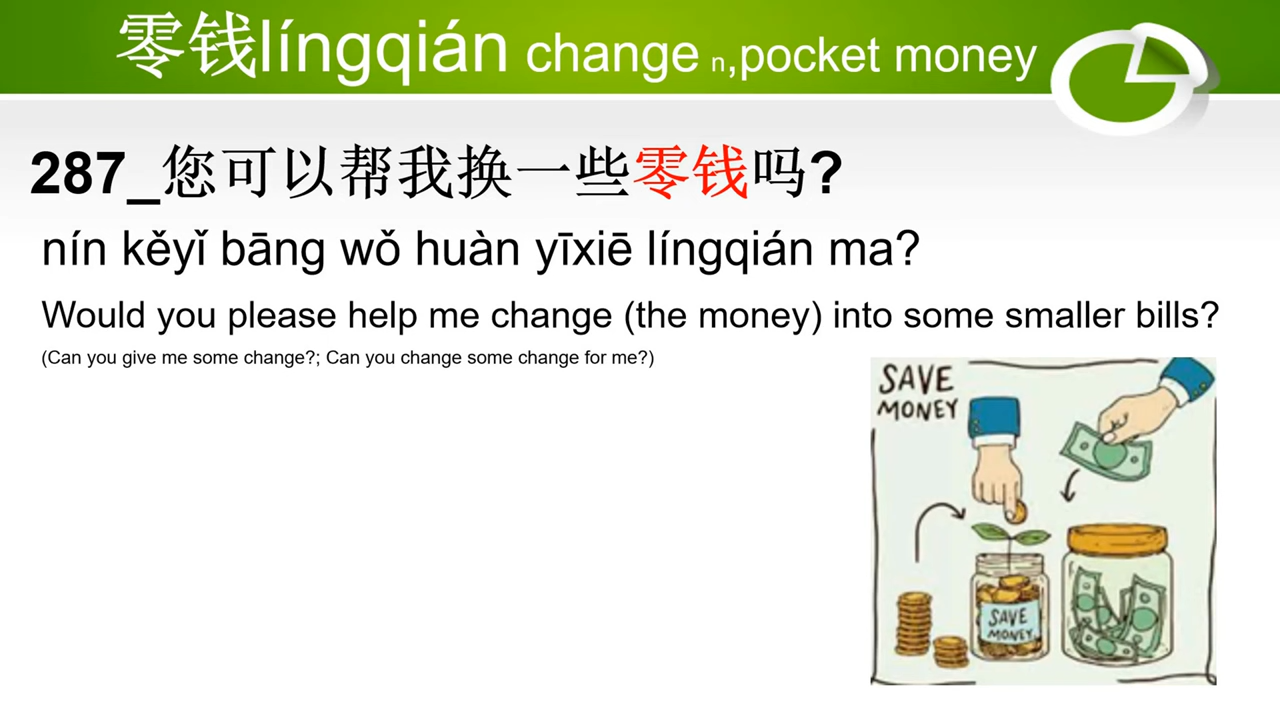 零钱língqián change n,pocket money
287_您可以帮我换一些零钱吗?
nín kěyǐ bāng wǒ huàn yīxiē língqián ma?
Would you please help me change (the money) into some smaller bills?
(Can you give me some change?; Can you change some change for me?)
SAVE
MONEY
SAVE
MONEY